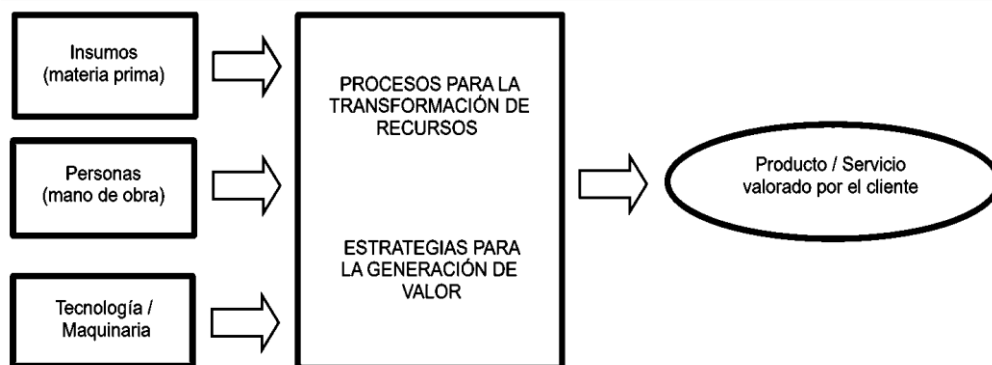 Insumos
(materia prima)
Personas
(mano de obra)
Tecnología /
Maquinaria
PROCESOS PARA LA
TRANSFORMACIÓN DE
RECURSOS
ESTRATEGIAS PARA
LA GENERACIÓN DE
VALOR
Producto / Servicio
valorado por el cliente